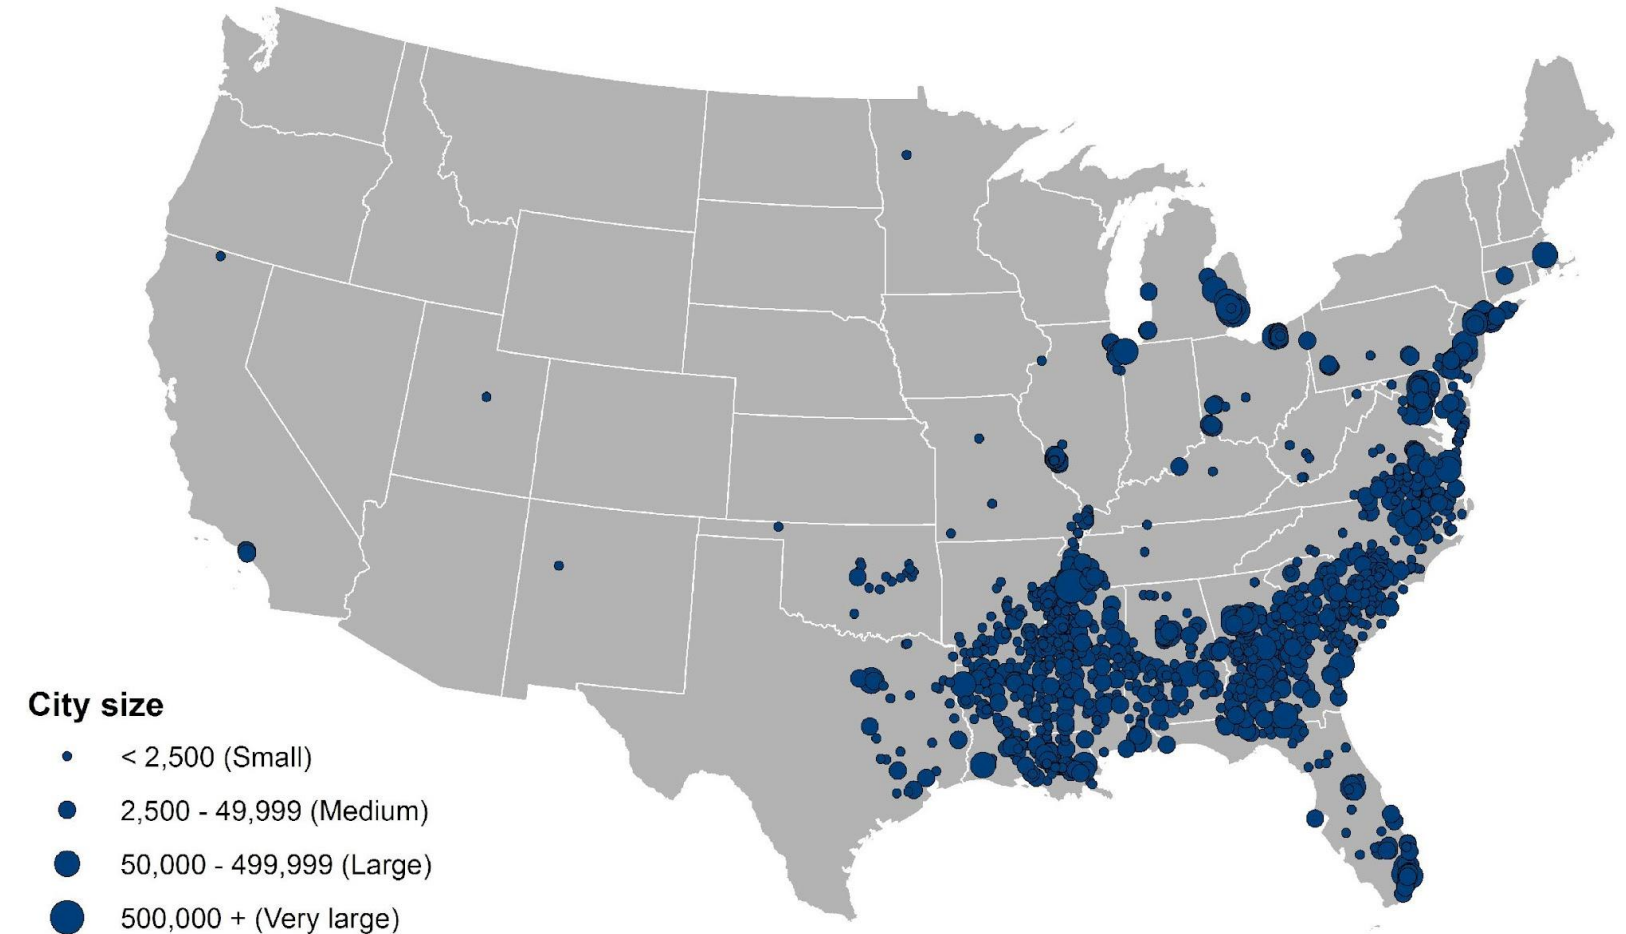 City size
< 2,500 (Small)
2,500 - 49,999 (Medium)
50,000 - 499,999 (Large)
500,000 + (Very large)